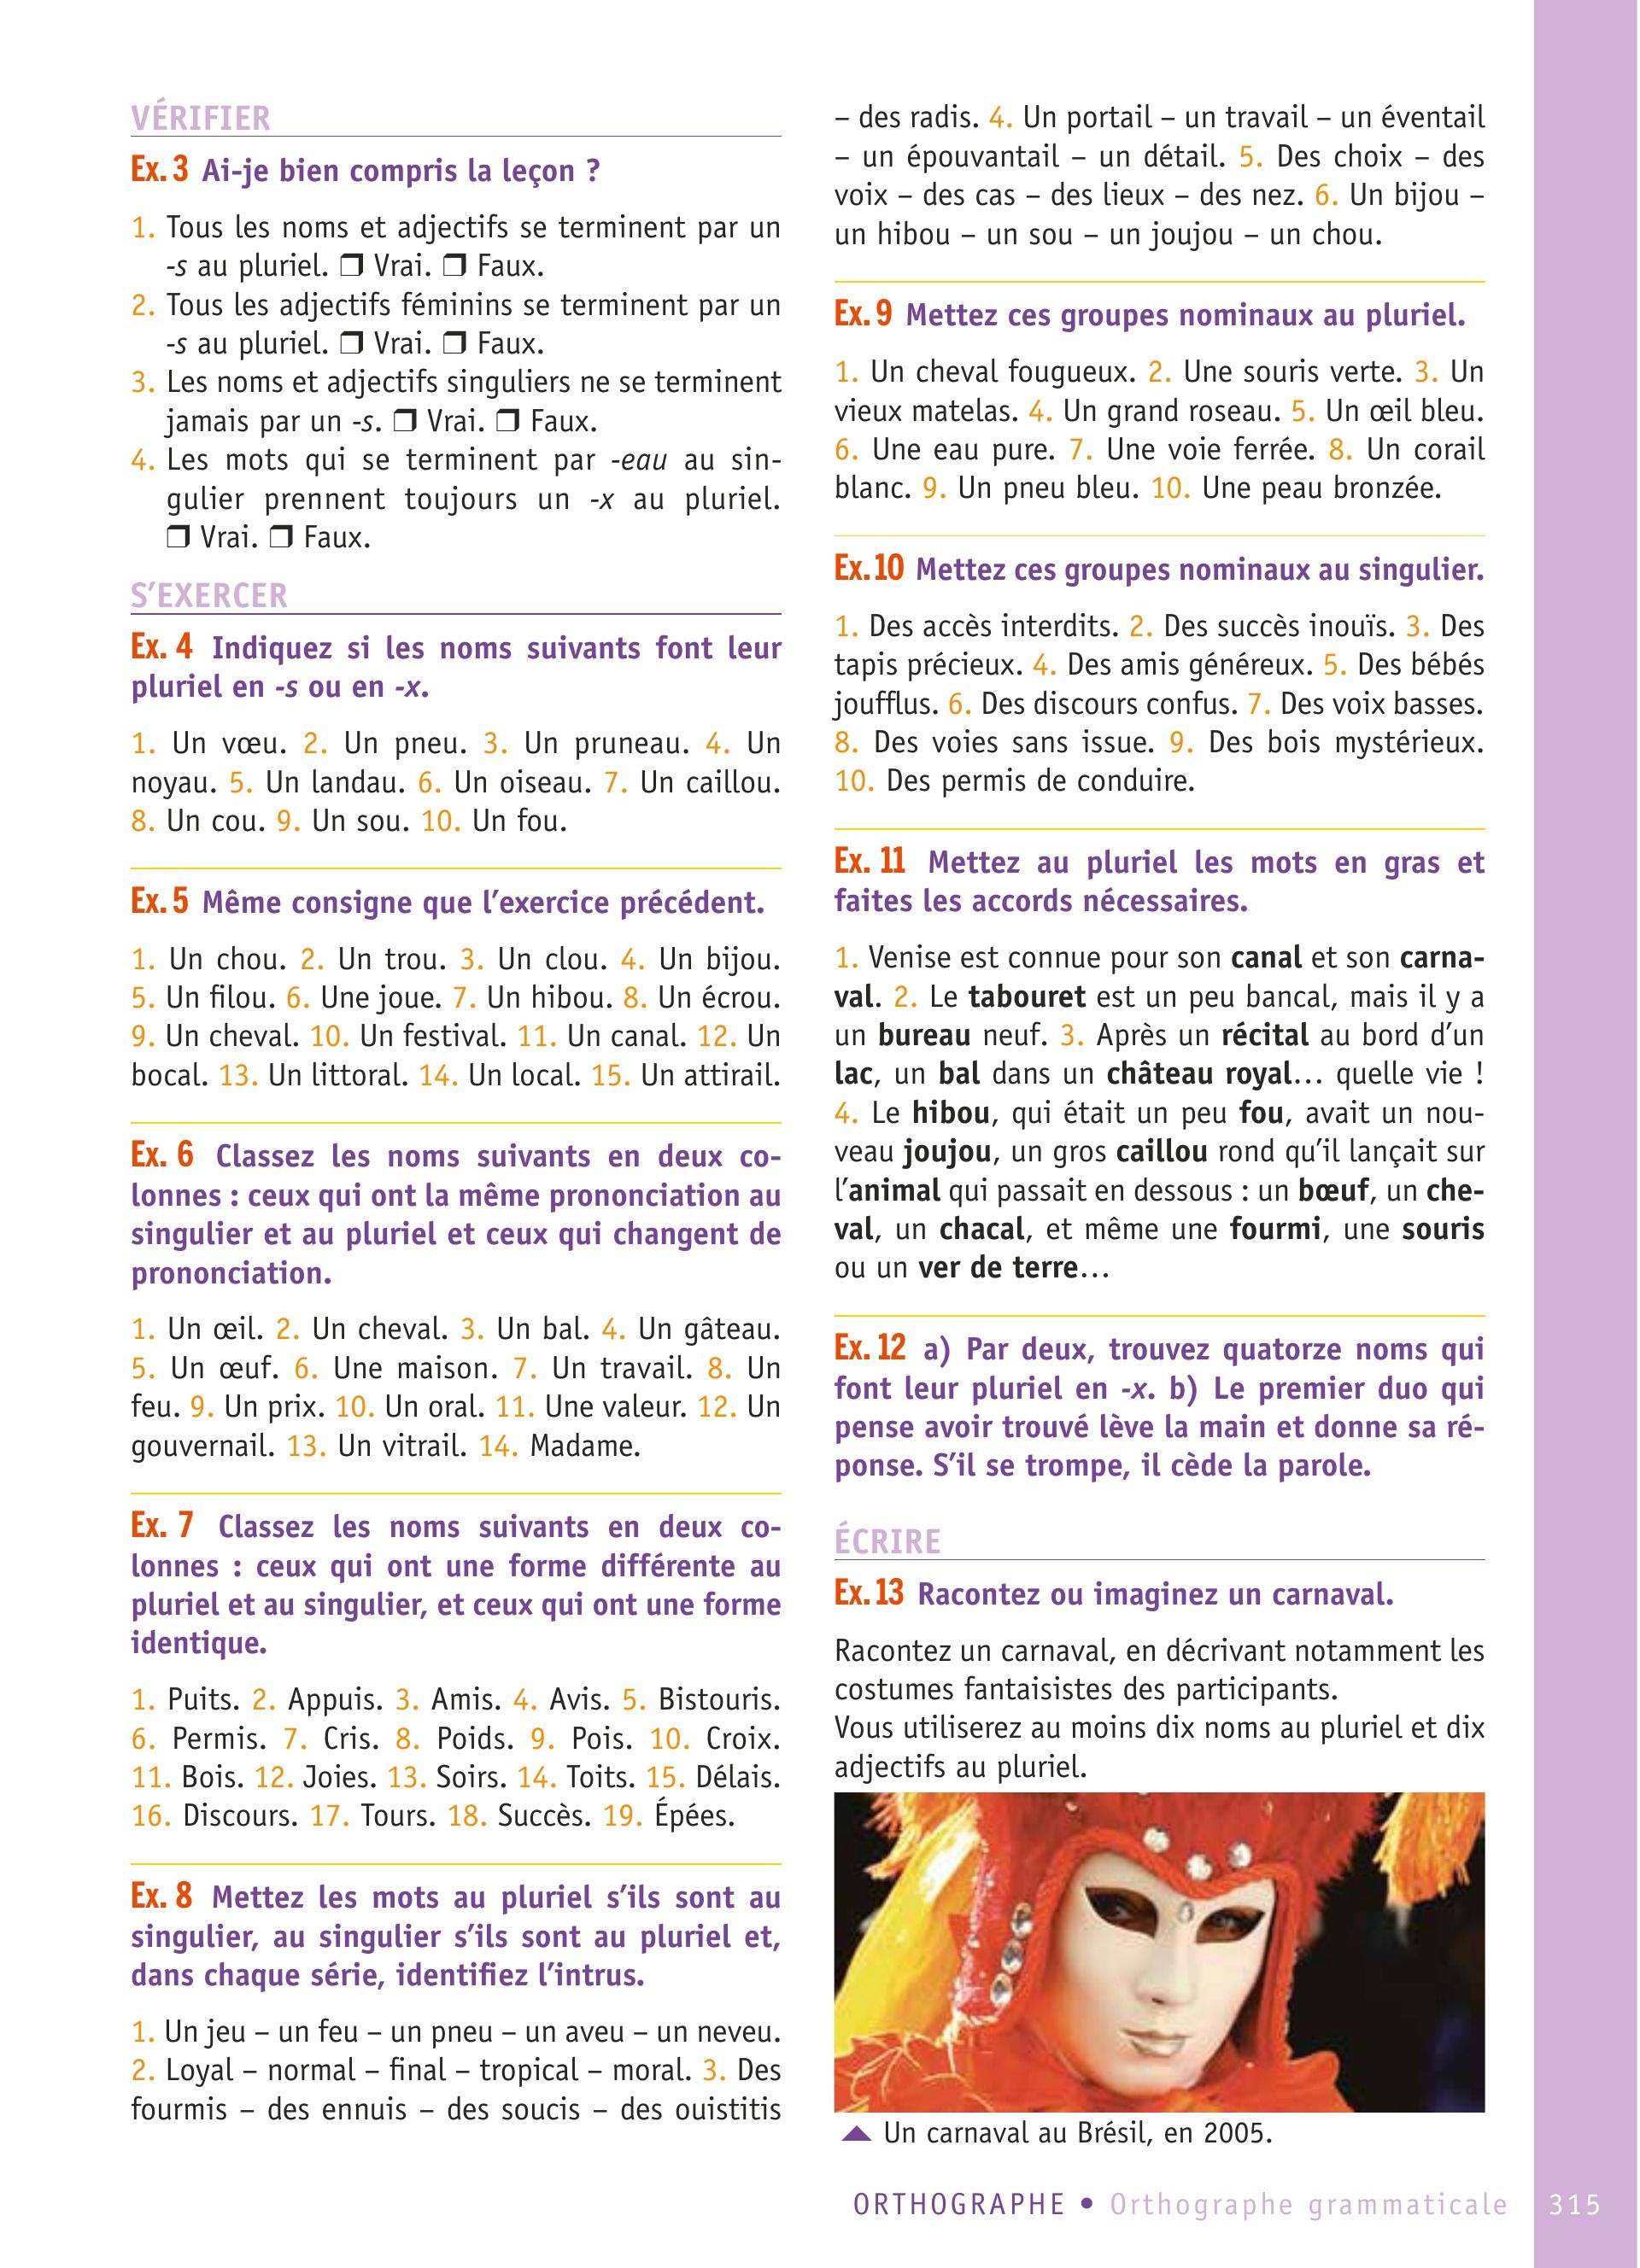 VÉRIFIER
Ex. 3 Ai-je bien compris la leçon ?
1. Tous les noms et adjectifs se terminent par un
-s au pluriel. ❒ Vrai. ❒ Faux.
2. Tous les adjectifs féminins se terminent par un
-s au pluriel. ❒ Vrai. ❒ Faux.
3. Les noms et adjectifs singuliers ne se terminent
jamais par un -s. ❒ Vrai. ❒ Faux.
4. Les mots qui se terminent par -eau au sin-
gulier prennent toujours un -x au pluriel.
❒ Vrai. ❒ Faux.
S’EXERCER
Ex. 4 Indiquez si les noms suivants font leur
pluriel en -s ou en -x.
1. Un vœu. 2. Un pneu. 3. Un pruneau. 4. Un
noyau. 5. Un landau. 6. Un oiseau. 7. Un caillou.
8. Un cou. 9. Un sou. 10. Un fou.
Ex. 5 Même consigne que l’exercice précédent.
1. Un chou. 2. Un trou. 3. Un clou. 4. Un bijou.
5. Un filou. 6. Une joue. 7. Un hibou. 8. Un écrou.
9. Un cheval. 10. Un festival. 11. Un canal. 12. Un
bocal. 13. Un littoral. 14. Un local. 15. Un attirail.
Ex. 6 Classez les noms suivants en deux co-
lonnes : ceux qui ont la même prononciation au
singulier et au pluriel et ceux qui changent de
prononciation.
1. Un œil. 2. Un cheval. 3. Un bal. 4. Un gâteau.
5. Un œuf. 6. Une maison. 7. Un travail. 8. Un
feu. 9. Un prix. 10. Un oral. 11. Une valeur. 12. Un
gouvernail. 13. Un vitrail. 14. Madame.
Ex. 7 Classez les noms suivants en deux co-
lonnes : ceux qui ont une forme différente au
pluriel et au singulier, et ceux qui ont une forme
identique.
1. Puits. 2. Appuis. 3. Amis. 4. Avis. 5. Bistouris.
6. Permis. 7. Cris. 8. Poids. 9. Pois. 10. Croix.
11. Bois. 12. Joies. 13. Soirs. 14. Toits. 15. Délais.
16. Discours. 17. Tours. 18. Succès. 19. Épées.
Ex. 8 Mettez les mots au pluriel s’ils sont au
singulier, au singulier s’ils sont au pluriel et,
dans chaque série, identifiez l’intrus.
1. Un jeu – un feu – un pneu – un aveu – un neveu.
2. Loyal – normal – final – tropical – moral. 3. Des
fourmis – des ennuis – des soucis – des ouistitis
– des radis. 4. Un portail – un travail – un éventail
– un épouvantail – un détail. 5. Des choix – des
voix – des cas – des lieux – des nez. 6. Un bijou –
un hibou – un sou – un joujou – un chou.
Ex. 9 Mettez ces groupes nominaux au pluriel.
1. Un cheval fougueux. 2. Une souris verte. 3. Un
vieux matelas. 4. Un grand roseau. 5. Un œil bleu.
6. Une eau pure. 7. Une voie ferrée. 8. Un corail
blanc. 9. Un pneu bleu. 10. Une peau bronzée.
Ex. 10 Mettez ces groupes nominaux au singulier.
1. Des accès interdits. 2. Des succès inouïs. 3. Des
tapis précieux. 4. Des amis généreux. 5. Des bébés
joufflus. 6. Des discours confus. 7. Des voix basses.
8. Des voies sans issue. 9. Des bois mystérieux.
10. Des permis de conduire.
Ex. 11 Mettez au pluriel les mots en gras et
faites les accords nécessaires.
1. Venise est connue pour son canal et son carna-
val. 2. Le tabouret est un peu bancal, mais il y a
un bureau neuf. 3. Après un récital au bord d’un
lac, un bal dans un château royal… quelle vie !
4. Le hibou, qui était un peu fou, avait un nou-
veau joujou, un gros caillou rond qu’il lançait sur
l’animal qui passait en dessous : un bœuf, un che-
val, un chacal, et même une fourmi, une souris
ou un ver de terre…
Ex. 12 a) Par deux, trouvez quatorze noms qui
font leur pluriel en -x. b) Le premier duo qui
pense avoir trouvé lève la main et donne sa ré-
ponse. S’il se trompe, il cède la parole.
ÉCRIRE
Ex. 13 Racontez ou imaginez un carnaval.
Racontez un carnaval, en décrivant notamment les
costumes fantaisistes des participants.
Vous utiliserez au moins dix noms au pluriel et dix
adjectifs au pluriel.
Un carnaval au Brésil, en 2005.
ORTHOGRAPHE • Orthographe grammaticale 315